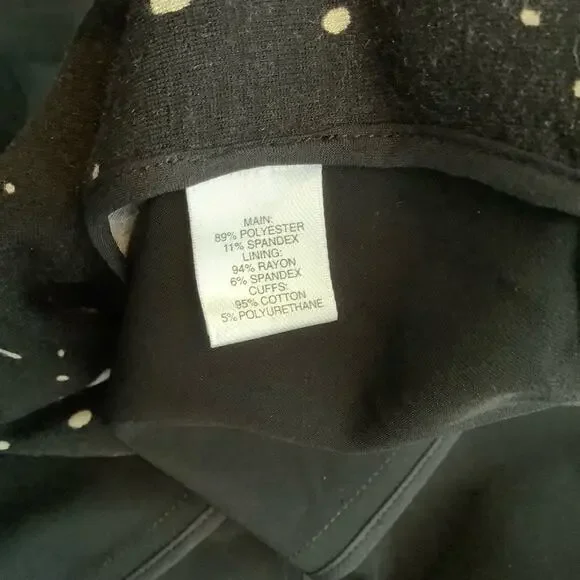 MAIN:
89% POLYESTER
11% SPANDEX
LINING:
94% RAYON
6% SPANDEX
CUFFS:
95% COTTON
5% POLYURETHANE